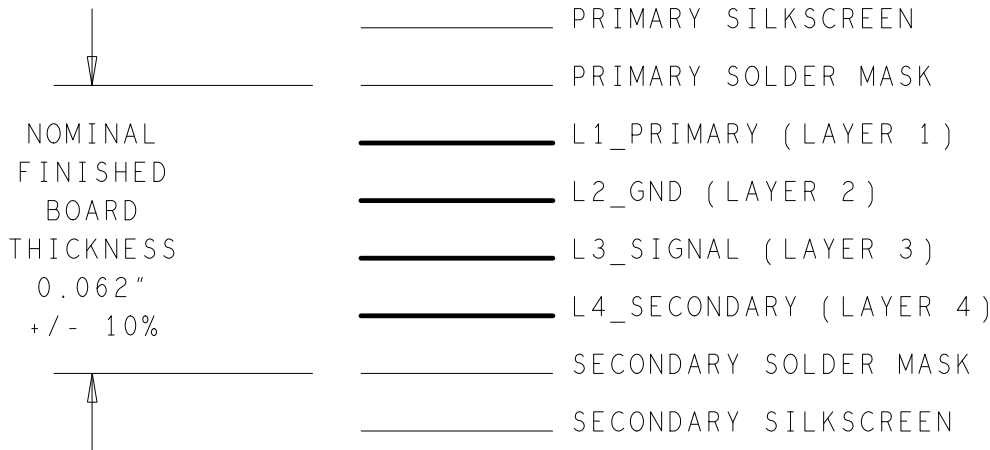 PRIMARY SILKSCREEN
PRIMARY SOLDER MASK
NOMINAL
FINISHED
BOARD
THICKNESS
0.062"
+/- 10%
L1_PRIMARY (LAYER 1)
L2_GND (LAYER 2)
L3_SIGNAL (LAYER 3)
L4_SECONDARY (LAYER 4)
SECONDARY SOLDER MASK
SECONDARY SILKSCREEN